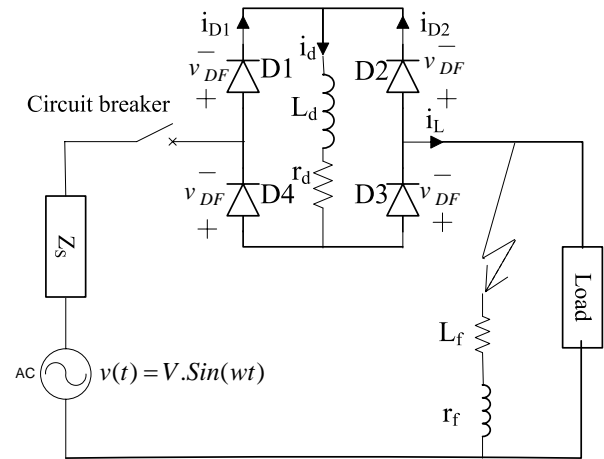 i_D1
i_D2
i_d
− v_DF +
D1
D2
− v_DF +
L_d
Circuit breaker
i_L
r_d
− v_DF +
D4
D3
− v_DF +
Z_s
Load
L_f
AC
v(t) = V.Sin(wt)
r_f